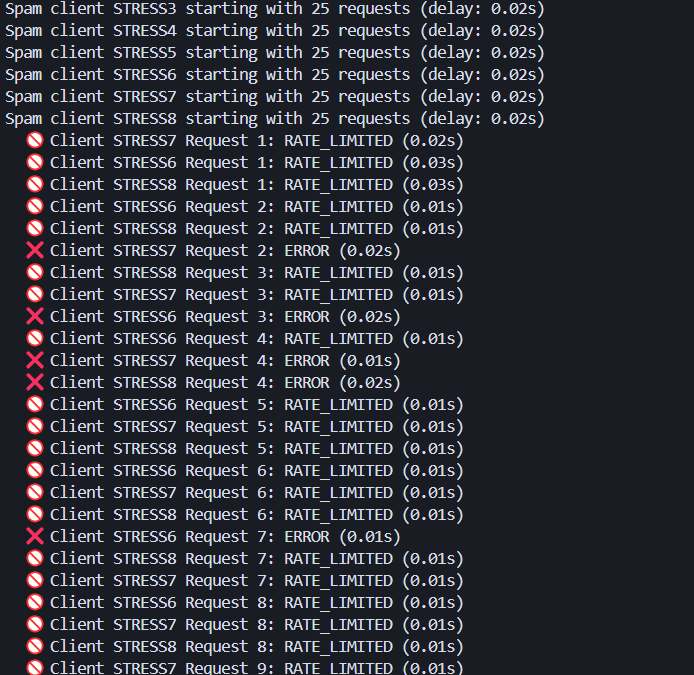 Spam client STRESS3 starting with 25 requests (delay: 0.02s)
Spam client STRESS4 starting with 25 requests (delay: 0.02s)
Spam client STRESS5 starting with 25 requests (delay: 0.02s)
Spam client STRESS6 starting with 25 requests (delay: 0.02s)
Spam client STRESS7 starting with 25 requests (delay: 0.02s)
Spam client STRESS8 starting with 25 requests (delay: 0.02s)
🚫 Client STRESS7 Request 1: RATE_LIMITED (0.02s)
🚫 Client STRESS6 Request 1: RATE_LIMITED (0.03s)
🚫 Client STRESS8 Request 1: RATE_LIMITED (0.03s)
🚫 Client STRESS6 Request 2: RATE_LIMITED (0.01s)
🚫 Client STRESS8 Request 2: RATE_LIMITED (0.01s)
❌ Client STRESS7 Request 2: ERROR (0.02s)
🚫 Client STRESS8 Request 3: RATE_LIMITED (0.01s)
🚫 Client STRESS7 Request 3: RATE_LIMITED (0.01s)
❌ Client STRESS6 Request 3: ERROR (0.02s)
🚫 Client STRESS6 Request 4: RATE_LIMITED (0.01s)
❌ Client STRESS7 Request 4: ERROR (0.01s)
❌ Client STRESS8 Request 4: ERROR (0.02s)
🚫 Client STRESS6 Request 5: RATE_LIMITED (0.01s)
🚫 Client STRESS7 Request 5: RATE_LIMITED (0.01s)
🚫 Client STRESS8 Request 5: RATE_LIMITED (0.01s)
🚫 Client STRESS6 Request 6: RATE_LIMITED (0.01s)
🚫 Client STRESS7 Request 6: RATE_LIMITED (0.01s)
🚫 Client STRESS8 Request 6: RATE_LIMITED (0.01s)
❌ Client STRESS6 Request 7: ERROR (0.01s)
🚫 Client STRESS8 Request 7: RATE_LIMITED (0.01s)
🚫 Client STRESS7 Request 7: RATE_LIMITED (0.01s)
🚫 Client STRESS6 Request 8: RATE_LIMITED (0.01s)
🚫 Client STRESS7 Request 8: RATE_LIMITED (0.01s)
🚫 Client STRESS8 Request 8: RATE_LIMITED (0.01s)
🚫 Client STRESS7 Request 9: RATE_LIMITED (0.01s)